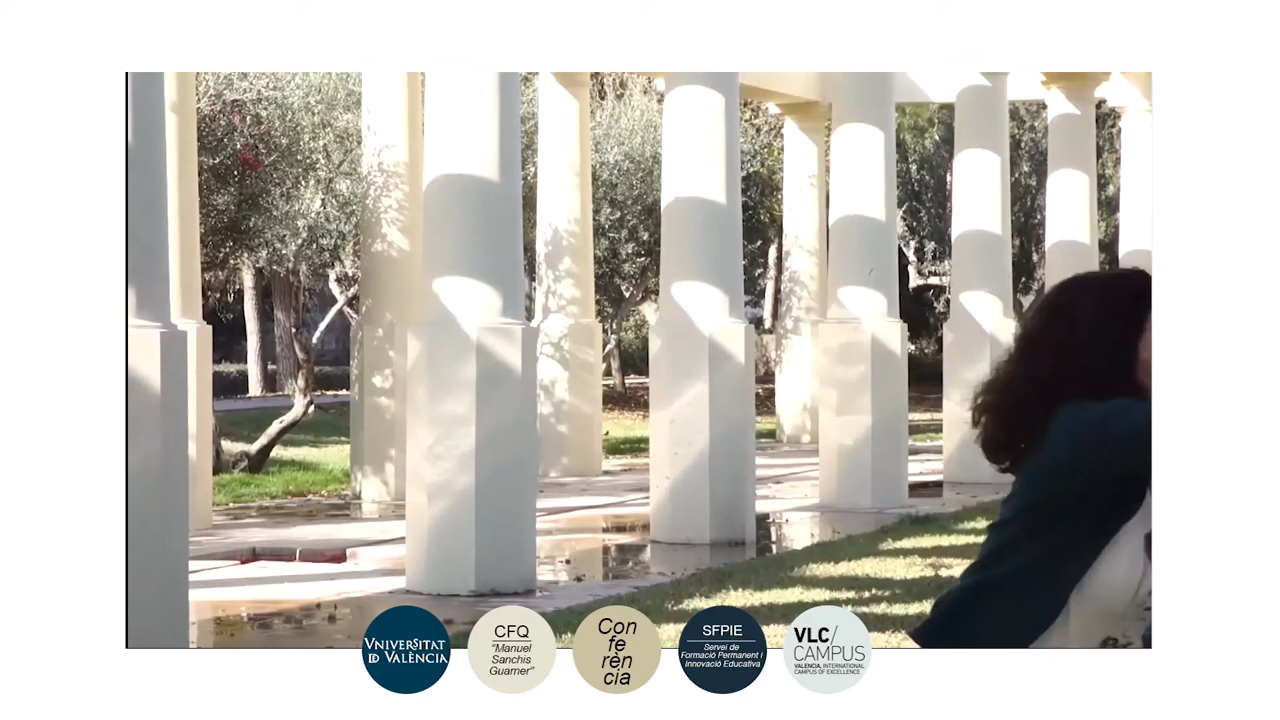 VNIVERSITAT
ID VALÈNCIA
CFQ
"Manuel
Sanchis
Guarner"
Con
fe
rèn
cia
SFPIE
Servei de
Formació Permanent i
Innovació Educativa
VLC/
CAMPUS
VALENCIA, INTERNATIONAL
CAMPUS OF EXCELLENCE